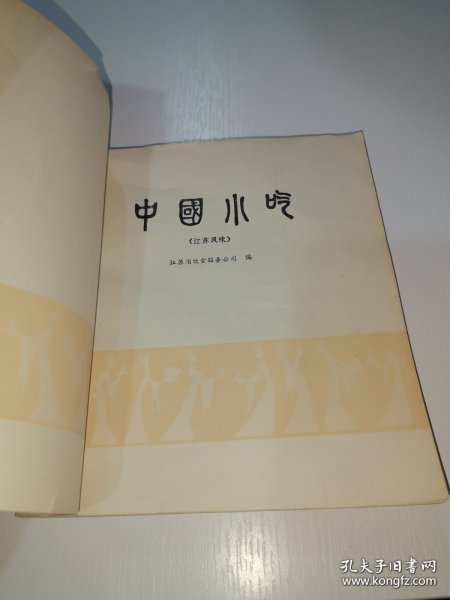 中國小吃
《江苏风味》
江苏省饮食服务公司 编
孔夫子旧书网
www.kongfz.com